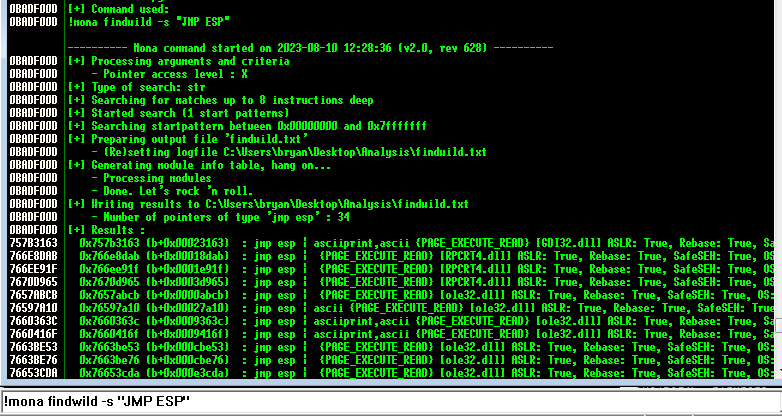 0BADF00D [+] Command used:
0BADF00D !mona findwild -s "JMP ESP"
0BADF00D ---------- Mona command started on 2023-08-10 12:28:36 (v2.0, rev 628) ----------
0BADF00D [+] Processing arguments and criteria
0BADF00D - Pointer access level : X
0BADF00D [+] Type of search: str
0BADF00D [+] Searching for matches up to 8 instructions deep
0BADF00D [+] Started search (1 start patterns)
0BADF00D [+] Searching startpattern between 0x00000000 and 0x7fffffff
0BADF00D [+] Preparing output file 'findwild.txt'
0BADF00D - (Re)setting logfile C:\Users\bryan\Desktop\Analysis\findwild.txt
0BADF00D [+] Generating module info table, hang on...
0BADF00D - Processing modules
0BADF00D - Done. Let's rock 'n roll.
0BADF00D [+] Writing results to C:\Users\bryan\Desktop\Analysis\findwild.txt
0BADF00D - Number of pointers of type 'jmp esp' : 34
0BADF00D [+] Results :
757B3163 0x757b3163 (b+0x00023163) : jmp esp | asciiprint,ascii {PAGE_EXECUTE_READ} [GDI32.dll] ASLR: True, Rebase: True, Sa
766E8DAB 0x766e8dab (b+0x00018dab) : jmp esp | {PAGE_EXECUTE_READ} [RPCRT4.dll] ASLR: True, Rebase: True, SafeSEH: True, OS:
766EE91F 0x766ee91f (b+0x0001e91f) : jmp esp | {PAGE_EXECUTE_READ} [RPCRT4.dll] ASLR: True, Rebase: True, SafeSEH: True, OS:
7670D965 0x7670d965 (b+0x0003d965) : jmp esp | {PAGE_EXECUTE_READ} [RPCRT4.dll] ASLR: True, Rebase: True, SafeSEH: True, OS:
7657ABCB 0x7657abcb (b+0x0000abcb) : jmp esp | {PAGE_EXECUTE_READ} [ole32.dll] ASLR: True, Rebase: True, SafeSEH: True, OS:
76597A10 0x76597a10 (b+0x00027a10) : jmp esp | ascii {PAGE_EXECUTE_READ} [ole32.dll] ASLR: True, Rebase: True, SafeSEH: True
7660363C 0x7660363c (b+0x0009363c) : jmp esp | asciiprint,ascii {PAGE_EXECUTE_READ} [ole32.dll] ASLR: True, Rebase: True, Sa
7660416F 0x7660416f (b+0x0009416f) : jmp esp | asciiprint,ascii {PAGE_EXECUTE_READ} [ole32.dll] ASLR: True, Rebase: True, Sa
7663BE53 0x7663be53 (b+0x000cbe53) : jmp esp | {PAGE_EXECUTE_READ} [ole32.dll] ASLR: True, Rebase: True, SafeSEH: True, OS:
7663BE76 0x7663be76 (b+0x000cbe76) : jmp esp | {PAGE_EXECUTE_READ} [ole32.dll] ASLR: True, Rebase: True, SafeSEH: True, OS:
76653CDA 0x76653cda (b+0x000e3cda) : jmp esp | {PAGE_EXECUTE_READ} [ole32.dll] ASLR: True, Rebase: True, SafeSEH: True, OS:
!mona findwild -s "JMP ESP"